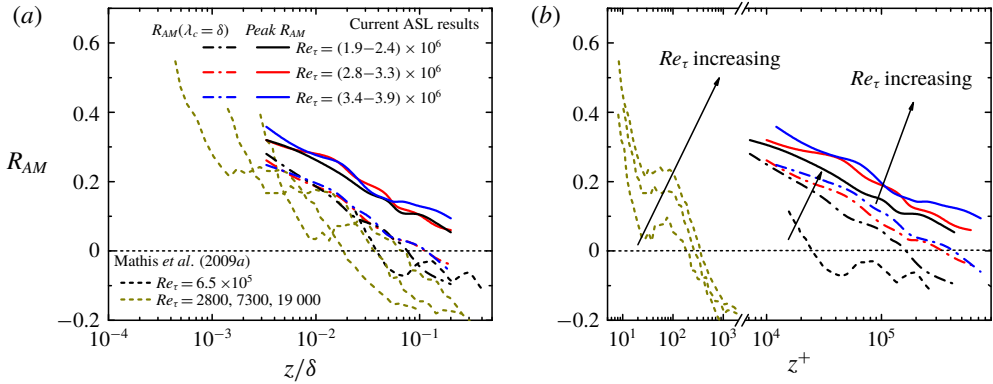 (a)
Current ASL results
R_AM(λ_c = δ) Peak R_AM
Re_τ = (1.9–2.4) × 10^6
Re_τ = (2.8–3.3) × 10^6
Re_τ = (3.4–3.9) × 10^6
0.6
0.4
0.2
0
−0.2
R_AM
Mathis et al. (2009a)
Re_τ = 6.5 ×10^5
Re_τ = 2800, 7300, 19 000
10^−4 10^−3 10^−2 10^−1
z/δ
(b)
Re_τ increasing
Re_τ increasing
0.6
0.4
0.2
0
−0.2
10^1 10^2 10^3 10^4 10^5
z^+